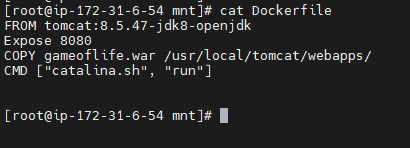 [root@ip-172-31-6-54 mnt]# cat Dockerfile
FROM tomcat:8.5.47-jdk8-openjdk
Expose 8080
COPY gameoflife.war /usr/local/tomcat/webapps/
CMD ["catalina.sh", "run"]
[root@ip-172-31-6-54 mnt]#